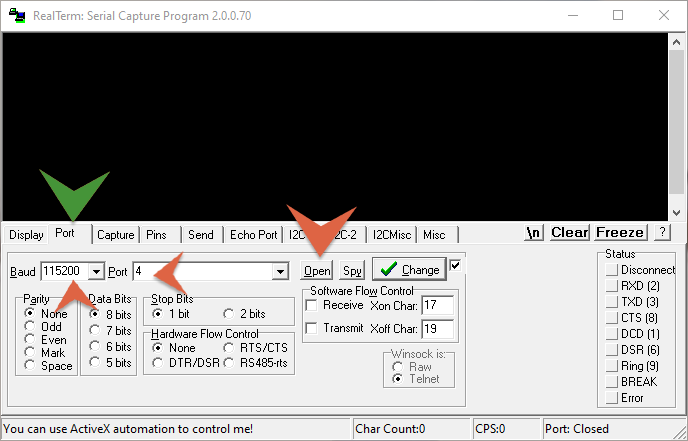 RealTerm: Serial Capture Program 2.0.0.70
Display Port Capture Pins Send Echo Port I2C I2C-2 I2CMisc Misc \n Clear Freeze ?
Baud 115200 Port 4 Open Spy Change
Status
Disconnect
RXD (2)
TXD (3)
CTS (8)
DCD (1)
DSR (6)
Ring (9)
BREAK
Error
Parity
None
Odd
Even
Mark
Space
Data Bits
8 bits
7 bits
6 bits
5 bits
Stop Bits
1 bit 2 bits
Hardware Flow Control
None RTS/CTS
DTR/DSR RS485-rts
Software Flow Control
Receive Xon Char: 17
Transmit Xoff Char: 19
Winsock is:
Raw
Telnet
You can use ActiveX automation to control me! Char Count:0 CPS:0 Port: Closed